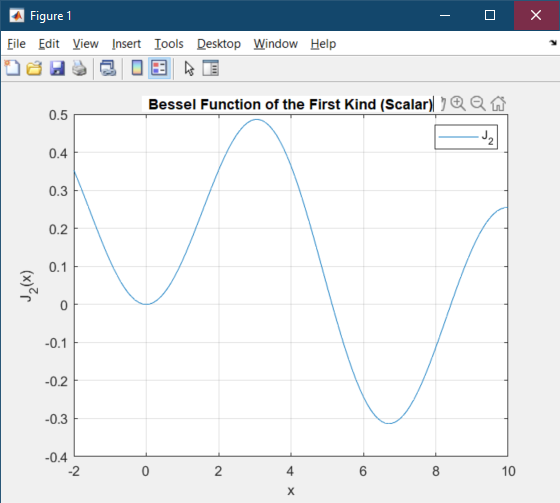 Figure 1
File Edit View Insert Tools Desktop Window Help
Bessel Function of the First Kind (Scalar)
J2
0.5
0.4
0.3
0.2
0.1
0
-0.1
-0.2
-0.3
-0.4
J2(x)
-2 0 2 4 6 8 10
x